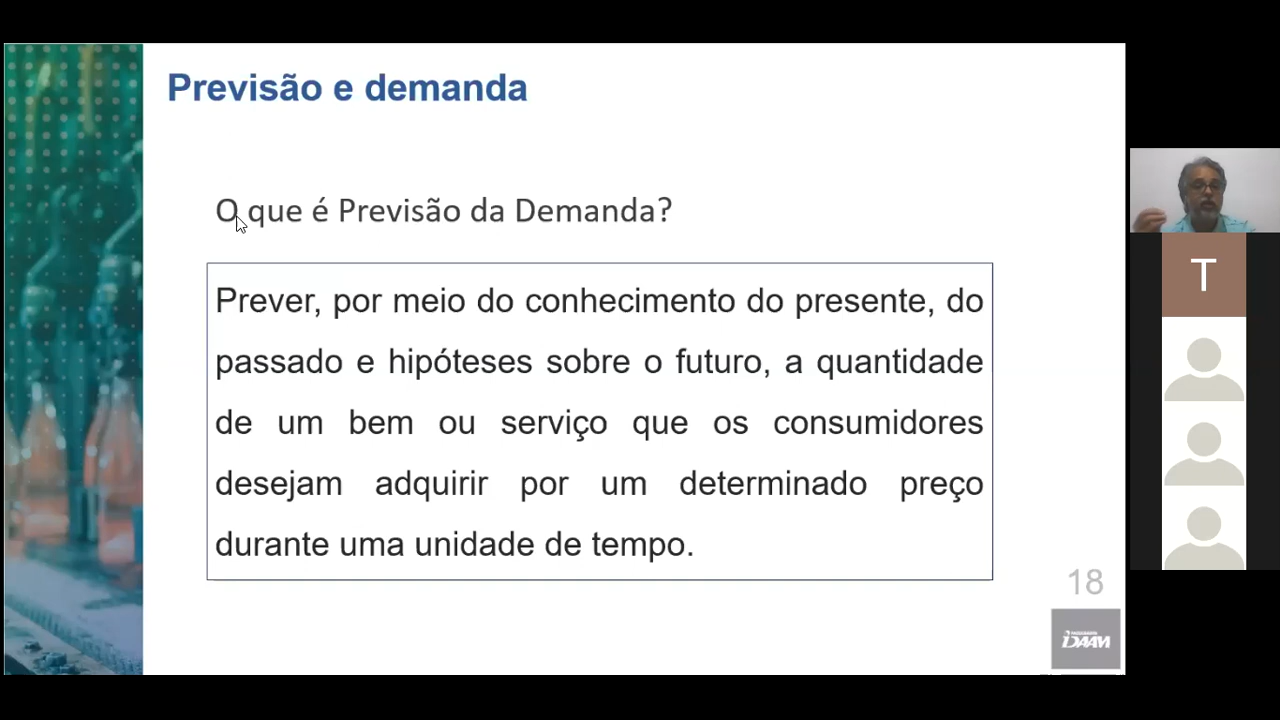 Previsão e demanda
O que é Previsão da Demanda?
Prever, por meio do conhecimento do presente, do
passado e hipóteses sobre o futuro, a quantidade
de um bem ou serviço que os consumidores
desejam adquirir por um determinado preço
durante uma unidade de tempo.
18
T